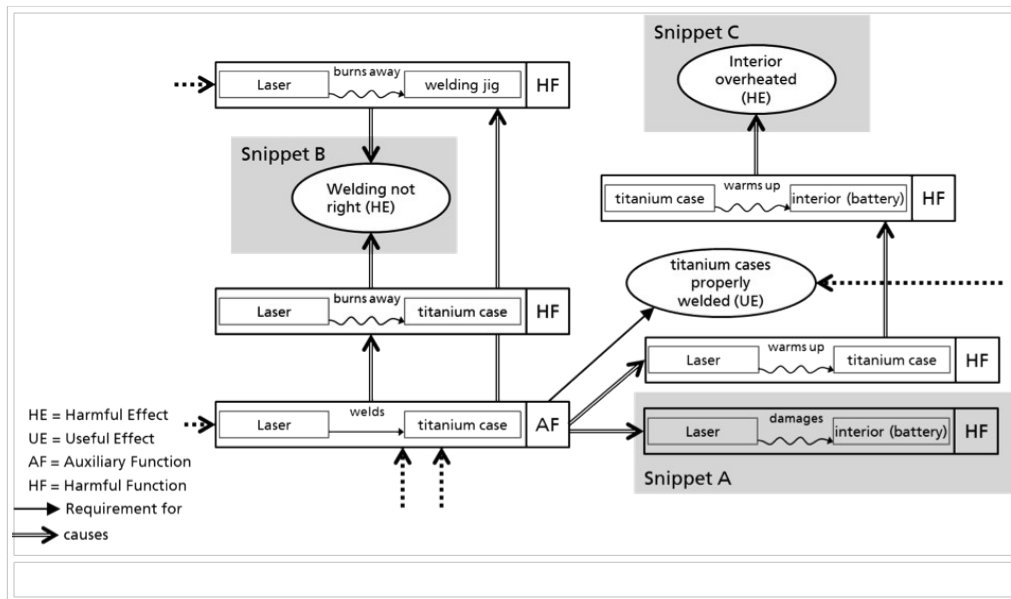 Snippet C
Interior
overheated
(HE)
Laser
burns away
welding jig
HF
Snippet B
Welding not
right (HE)
titanium case
warms up
interior (battery)
HF
titanium cases
properly
welded (UE)
Laser
burns away
titanium case
HF
Laser
warms up
titanium case
HF
Laser
welds
titanium case
AF
Laser
damages
interior (battery)
HF
Snippet A
HE = Harmful Effect
UE = Useful Effect
AF = Auxiliary Function
HF = Harmful Function
Requirement for
causes